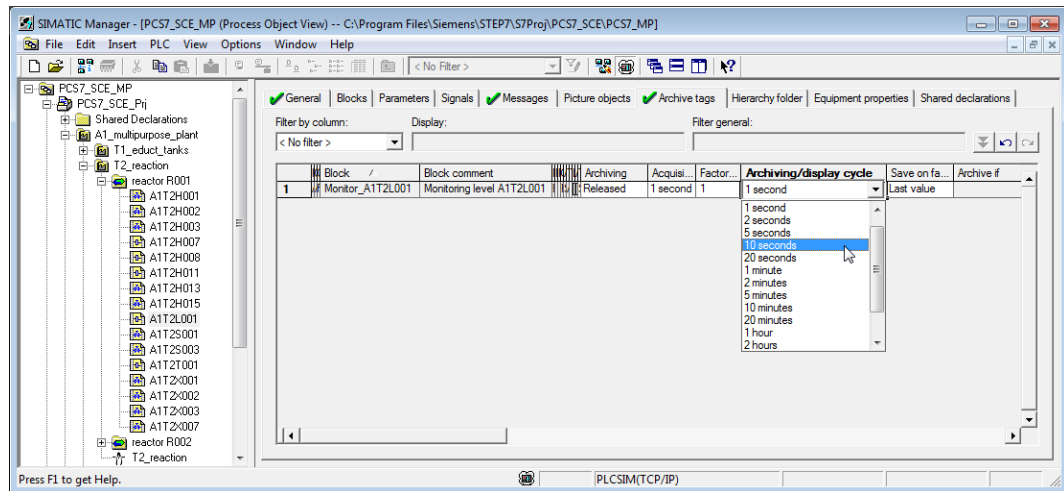 SIMATIC Manager - [PCS7_SCE_MP (Process Object View) -- C:\Program Files\Siemens\STEP7\S7Proj\PCS7_SCE\PCS7_MP]
File Edit Insert PLC View Options Window Help
< No Filter >
PCS7_SCE_MP
PCS7_SCE_Prj
Shared Declarations
A1_multipurpose_plant
T1_educt_tanks
T2_reaction
reactor R001
A1T2H001
A1T2H002
A1T2H003
A1T2H007
A1T2H008
A1T2H011
A1T2H013
A1T2H015
A1T2L001
A1T2S001
A1T2S003
A1T2T001
A1T2X001
A1T2X002
A1T2X003
A1T2X007
reactor R002
T2_reaction
General Blocks Parameters Signals Messages Picture objects Archive tags Hierarchy folder Equipment properties Shared declarations
Filter by column: Display: Filter general:
< No filter >
Block Block comment Archiving Acquisi... Factor... Archiving/display cycle Save on fa... Archive if
1 Monitor_A1T2L001 Monitoring level A1T2L001 Released 1 second 1 1 second Last value
1 second
2 seconds
5 seconds
10 seconds
20 seconds
1 minute
2 minutes
5 minutes
10 minutes
20 minutes
1 hour
2 hours
Press F1 to get Help. PLCSIM(TCP/IP)